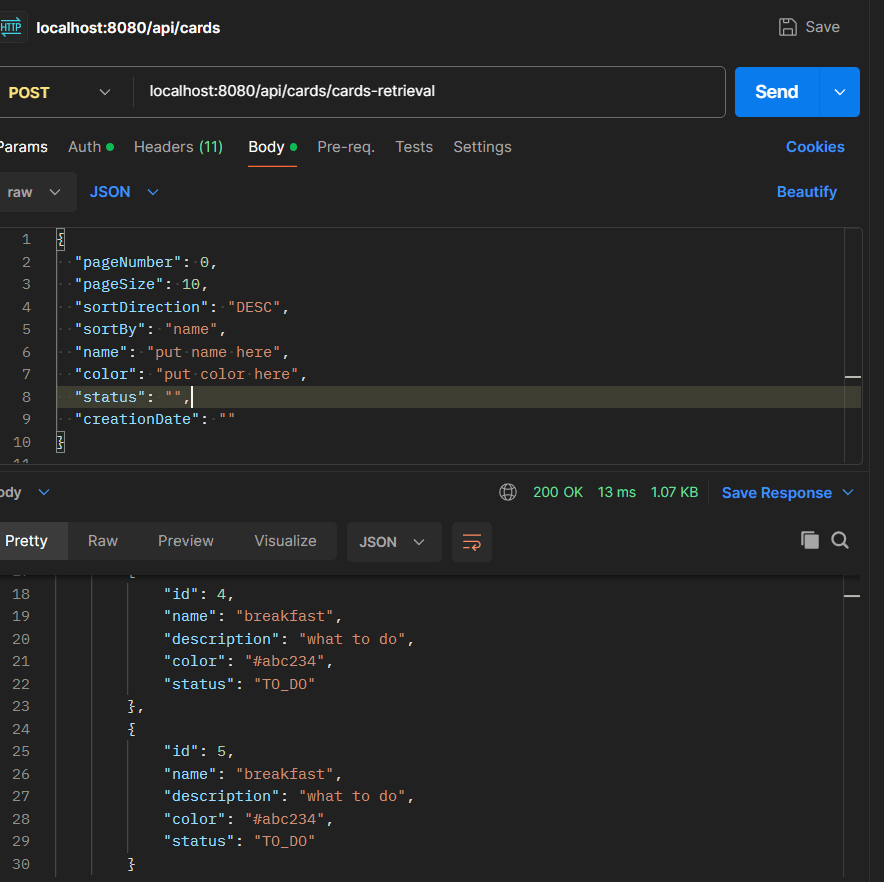 HTTP localhost:8080/api/cards Save
POST localhost:8080/api/cards/cards-retrieval Send
Params Auth Headers (11) Body Pre-req. Tests Settings Cookies
raw JSON Beautify
1 {
2 "pageNumber": 0,
3 "pageSize": 10,
4 "sortDirection": "DESC",
5 "sortBy": "name",
6 "name": "put name here",
7 "color": "put color here",
8 "status": "",
9 "creationDate": ""
10 }
11
ody 200 OK 13 ms 1.07 KB Save Response
Pretty Raw Preview Visualize JSON
18 "id": 4,
19 "name": "breakfast",
20 "description": "what to do",
21 "color": "#abc234",
22 "status": "TO_DO"
23 },
24 {
25 "id": 5,
26 "name": "breakfast",
27 "description": "what to do",
28 "color": "#abc234",
29 "status": "TO_DO"
30 }